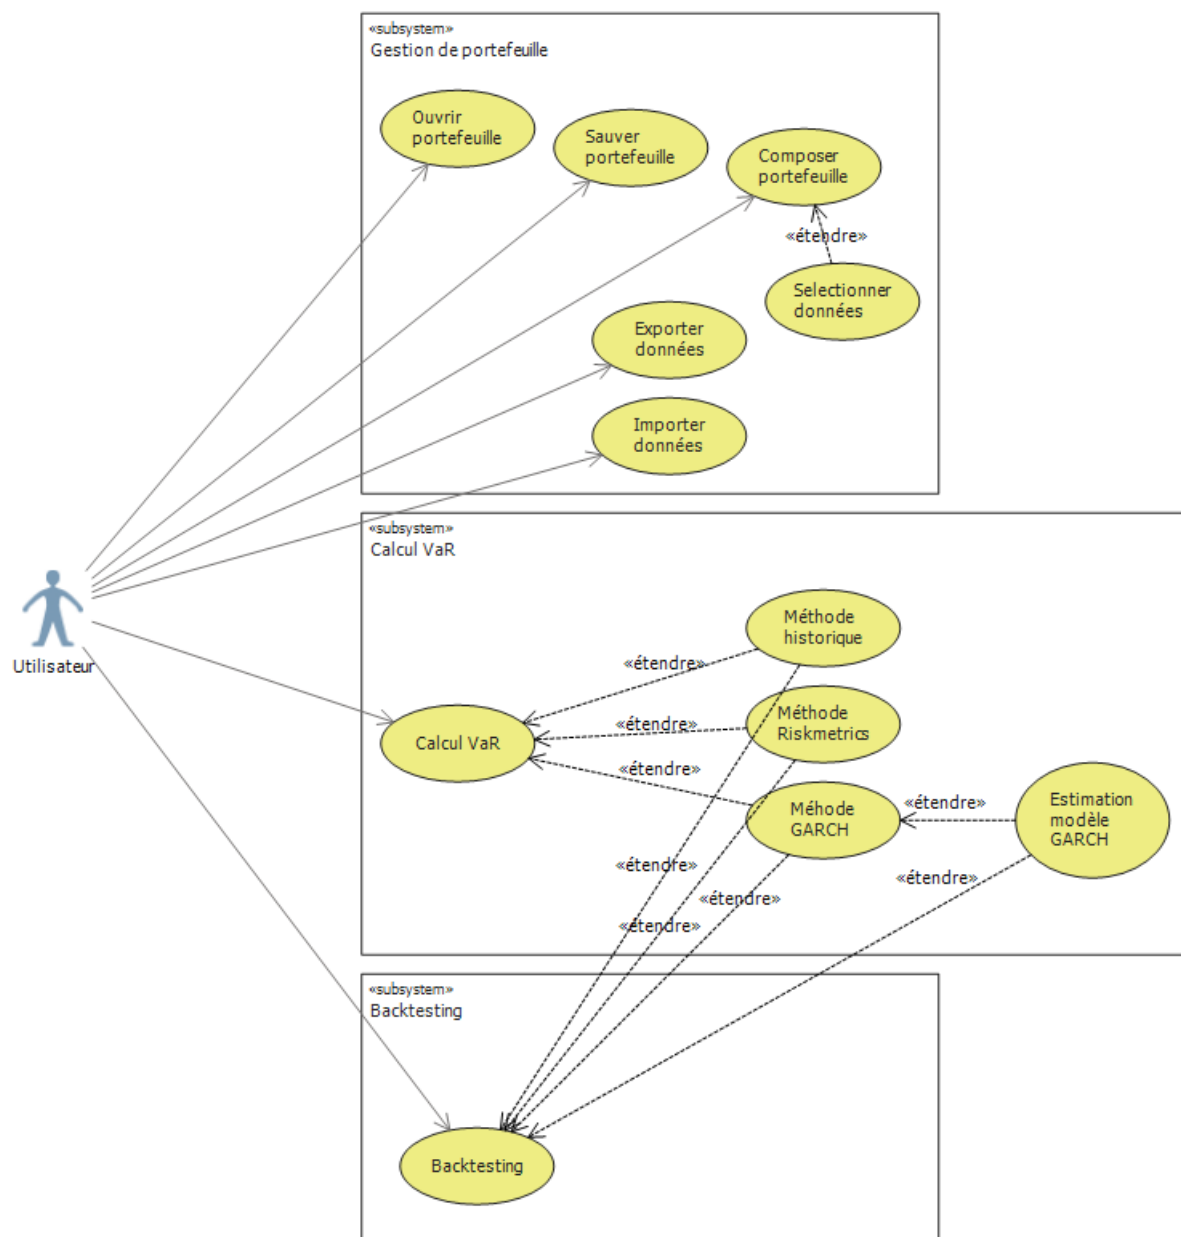 «subsystem»
Gestion de portefeuille
Ouvrir
portefeuille
Sauver
portefeuille
Composer
portefeuille
«étendre»
Selectionner
données
Exporter
données
Importer
données
«subsystem»
Calcul VaR
Utilisateur
Méthode
historique
«étendre»
Méthode
Riskmetrics
«étendre»
Calcul VaR
«étendre»
Méhode
GARCH
«étendre»
Estimation
modèle
GARCH
«étendre»
«étendre»
«étendre»
«étendre»
«subsystem»
Backtesting
Backtesting